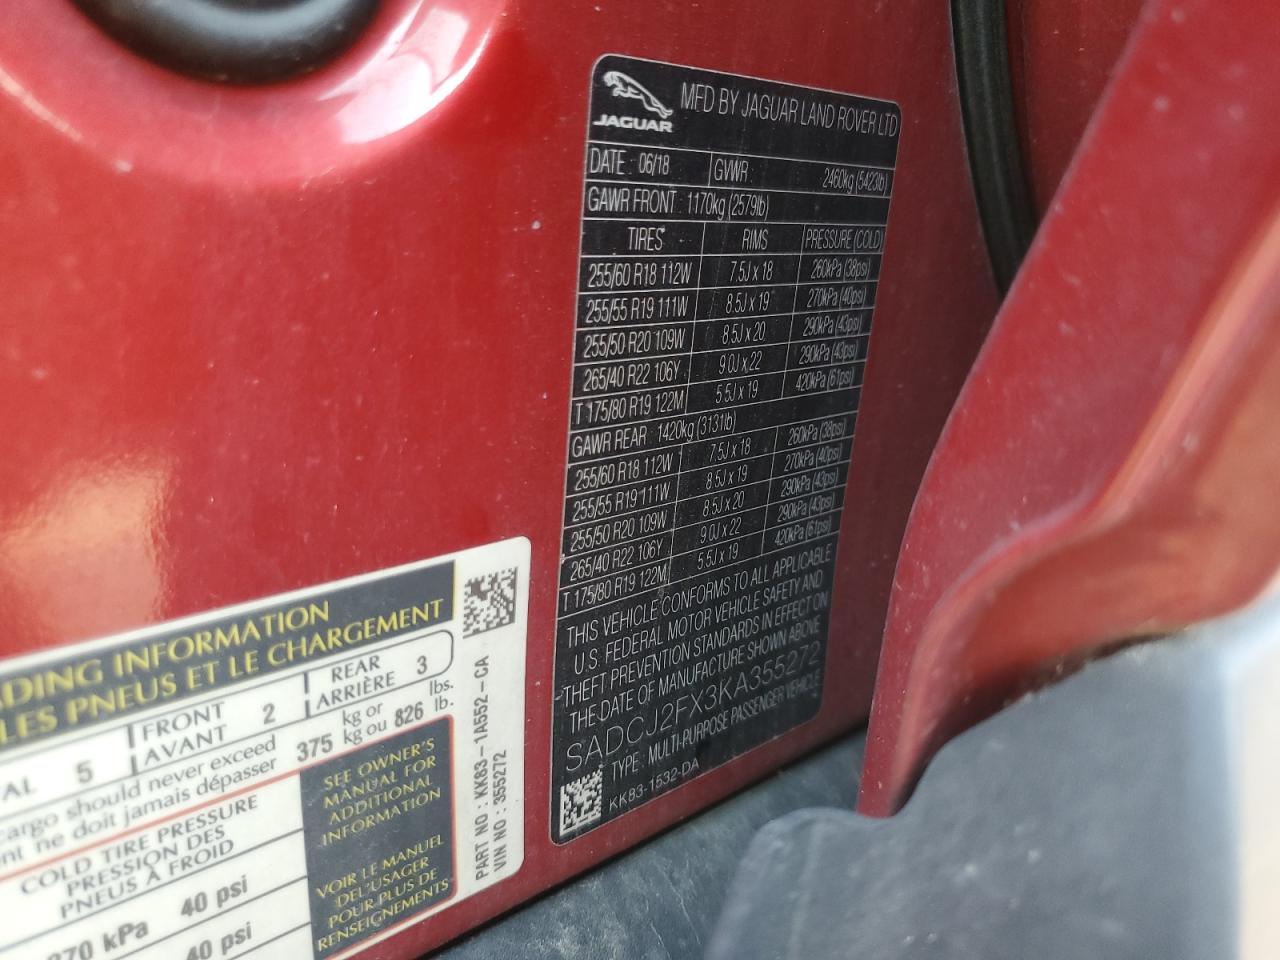 JAGUAR
MFD BY JAGUAR LAND ROVER LTD
DATE : 06/18 GVWR : 2460kg (5423lb)
GAWR FRONT : 1170kg (2579lb)
TIRES RIMS PRESSURE (COLD)
255/60 R18 112W 7.5J x 18 260kPa (38psi)
255/55 R19 111W 8.5J x 19 270kPa (40psi)
255/50 R20 109W 8.5J x 20 290kPa (43psi)
265/40 R22 106Y 9.0J x 22 290kPa (43psi)
T 175/80 R19 122M 5.5J x 19 420kPa (61psi)
GAWR REAR : 1420kg (3131lb)
255/60 R18 112W 7.5J x 18 260kPa (38psi)
255/55 R19 111W 8.5J x 19 270kPa (40psi)
255/50 R20 109W 8.5J x 20 290kPa (43psi)
265/40 R22 106Y 9.0J x 22 290kPa (43psi)
T 175/80 R19 122M 5.5J x 19 420kPa (61psi)
THIS VEHICLE CONFORMS TO ALL APPLICABLE
U.S. FEDERAL MOTOR VEHICLE SAFETY AND
THEFT PREVENTION STANDARDS IN EFFECT ON
THE DATE OF MANUFACTURE SHOWN ABOVE
SADCJ2FX3KA355272
TYPE : MULTI-PURPOSE PASSENGER VEHICLE
KK83-1532-DA
ADING INFORMATION
LES PNEUS ET LE CHARGEMENT
AL 5 FRONT AVANT 2 REAR ARRIÈRE 3
cargo should never exceed 375 kg or 826 lbs.
nt ne doit jamais dépasser kg ou lb.
COLD TIRE PRESSURE
PRESSION DES
PNEUS À FROID
270 kPa 40 psi
40 psi
SEE OWNER'S
MANUAL FOR
ADDITIONAL
INFORMATION
VOIR LE MANUEL
DEL'USAGER
POUR PLUS DE
RENSEIGNEMENTS
PART NO : KK83-1A552-CA
VIN NO : 355272